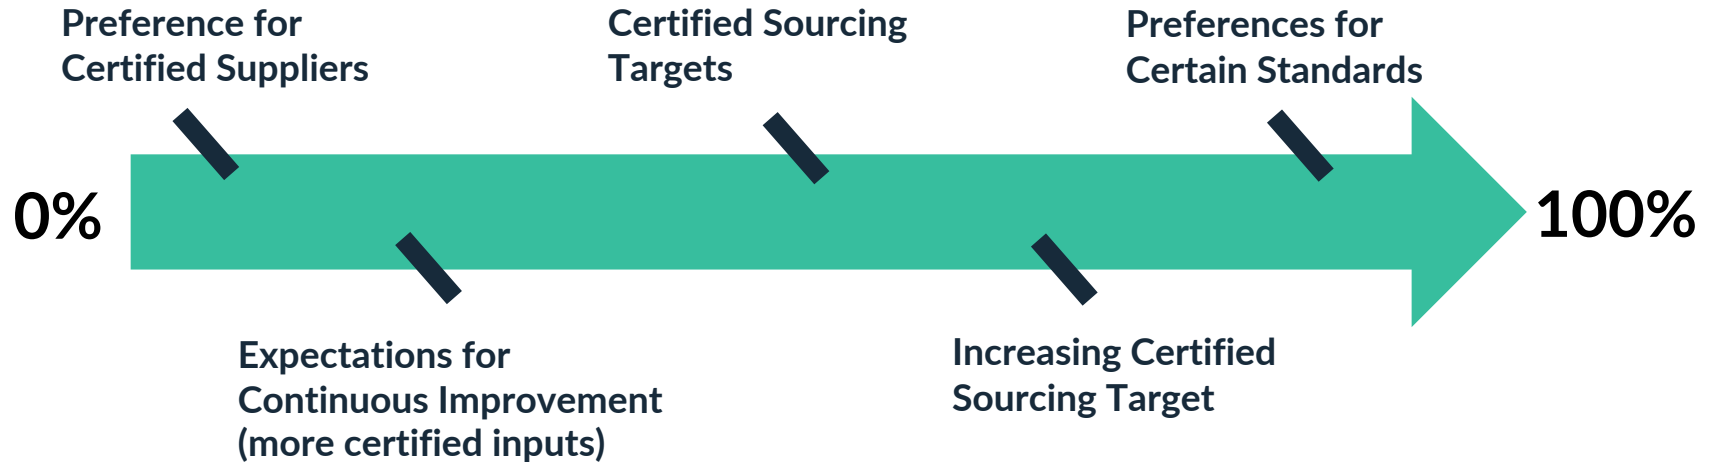 Preference for
Certified Suppliers
Certified Sourcing
Targets
Preferences for
Certain Standards
0%
100%
Expectations for
Continuous Improvement
(more certified inputs)
Increasing Certified
Sourcing Target